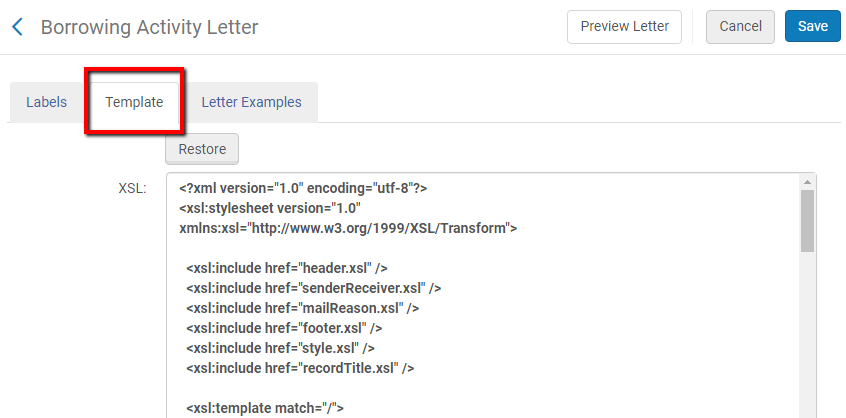 Borrowing Activity Letter
Preview Letter
Cancel
Save
Labels
Template
Letter Examples
Restore
XSL:
<?xml version="1.0" encoding="utf-8"?>
<xsl:stylesheet version="1.0"
xmlns:xsl="http://www.w3.org/1999/XSL/Transform">
<xsl:include href="header.xsl" />
<xsl:include href="senderReceiver.xsl" />
<xsl:include href="mailReason.xsl" />
<xsl:include href="footer.xsl" />
<xsl:include href="style.xsl" />
<xsl:include href="recordTitle.xsl" />
<xsl:template match="/">